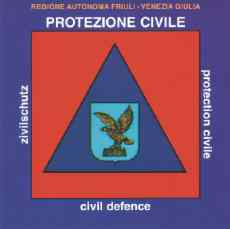 REGIONE AUTONOMA FRIULI - VENEZIA GIULIA
PROTEZIONE CIVILE
zivilschutz
protection civile
civil defence